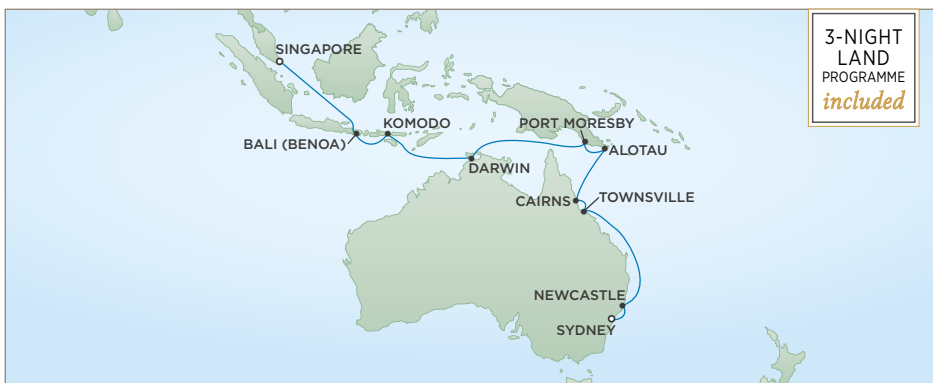 3-NIGHT
LAND
PROGRAMME
included
SINGAPORE
KOMODO
PORT MORESBY
BALI (BENOA)
ALOTAU
DARWIN
CAIRNS
TOWNSVILLE
NEWCASTLE
SYDNEY